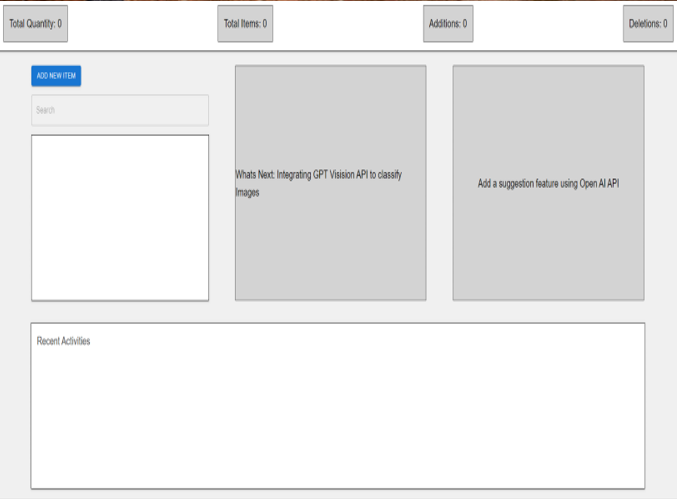 Total Quantity: 0
Total Items: 0
Additions: 0
Deletions: 0
ADD NEW ITEM
Search
Whats Next: Integrating GPT Visision API to classify
Images
Add a suggestion feature using Open AI API
Recent Activities